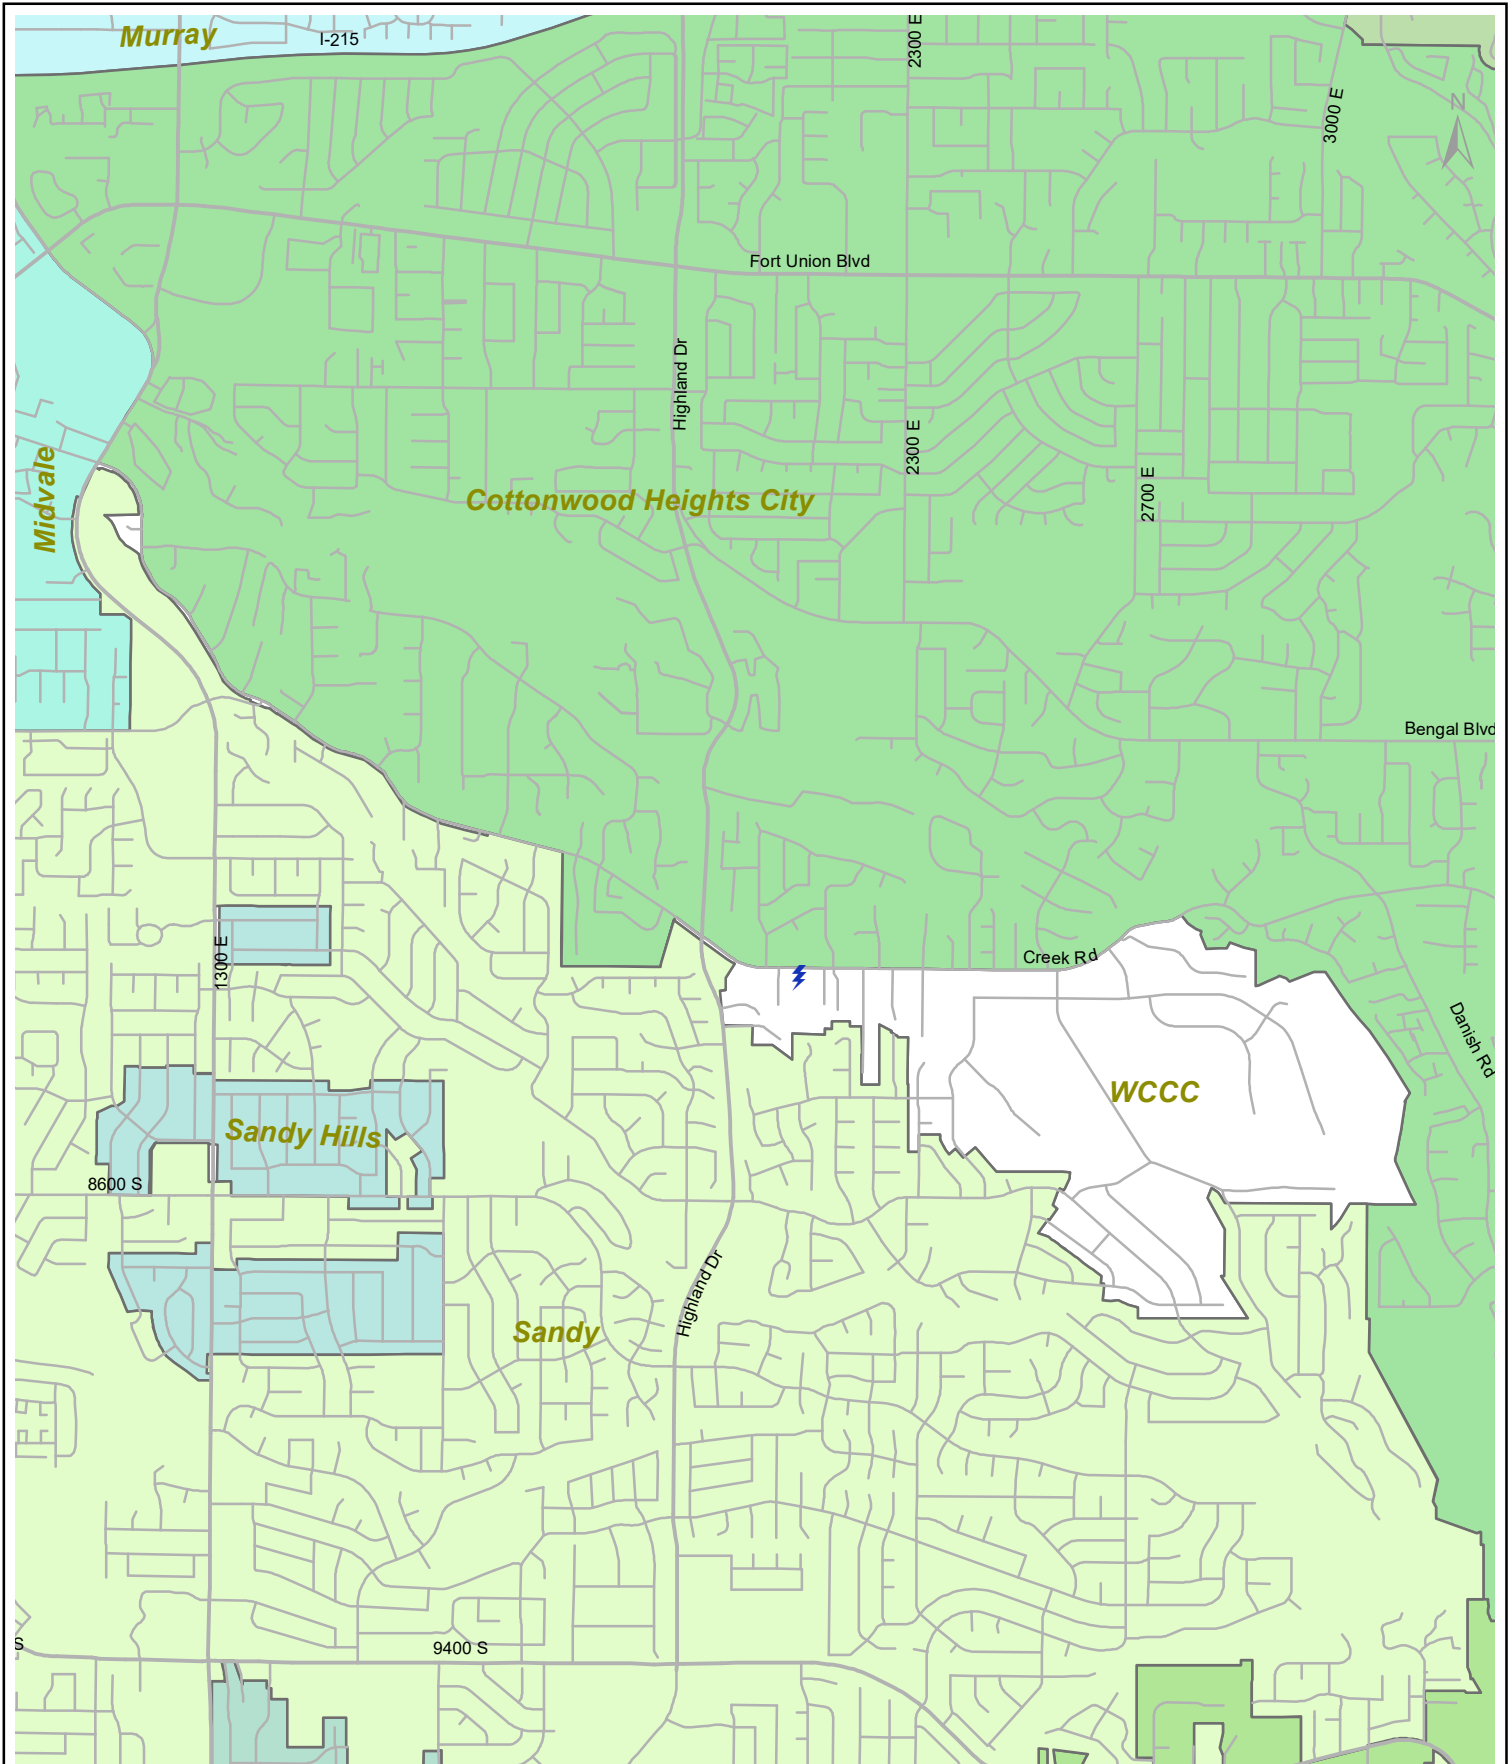 Murray
I-215
2300 E
3000 E
N
Fort Union Blvd
Highland Dr
2300 E
Midvale
Cottonwood Heights City
2700 E
Bengal Blvd
1300 E
Creek Rd
Danish Rd
WCCC
Sandy Hills
8600 S
Highland Dr
Sandy
S
9400 S